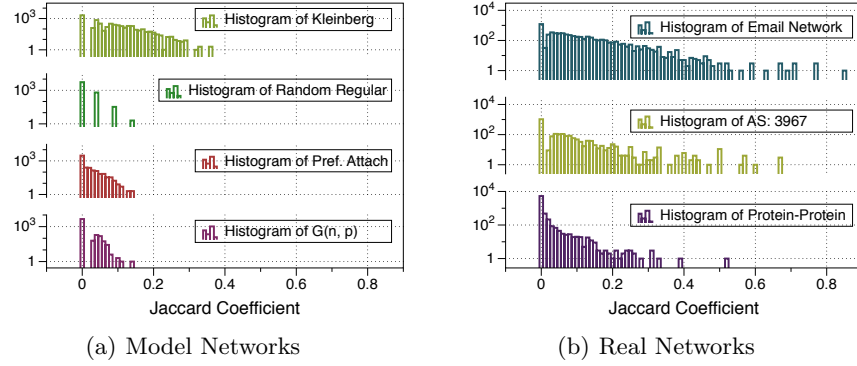 10³
1
Histogram of Kleinberg
10³
1
Histogram of Random Regular
10³
1
Histogram of Pref. Attach
10³
1
Histogram of G(n, p)
0 0.2 0.4 0.6 0.8
Jaccard Coefficient
(a) Model Networks
10⁴
10²
1
Histogram of Email Network
10⁴
10²
1
Histogram of AS: 3967
10⁴
10²
1
Histogram of Protein-Protein
0 0.2 0.4 0.6 0.8
Jaccard Coefficient
(b) Real Networks